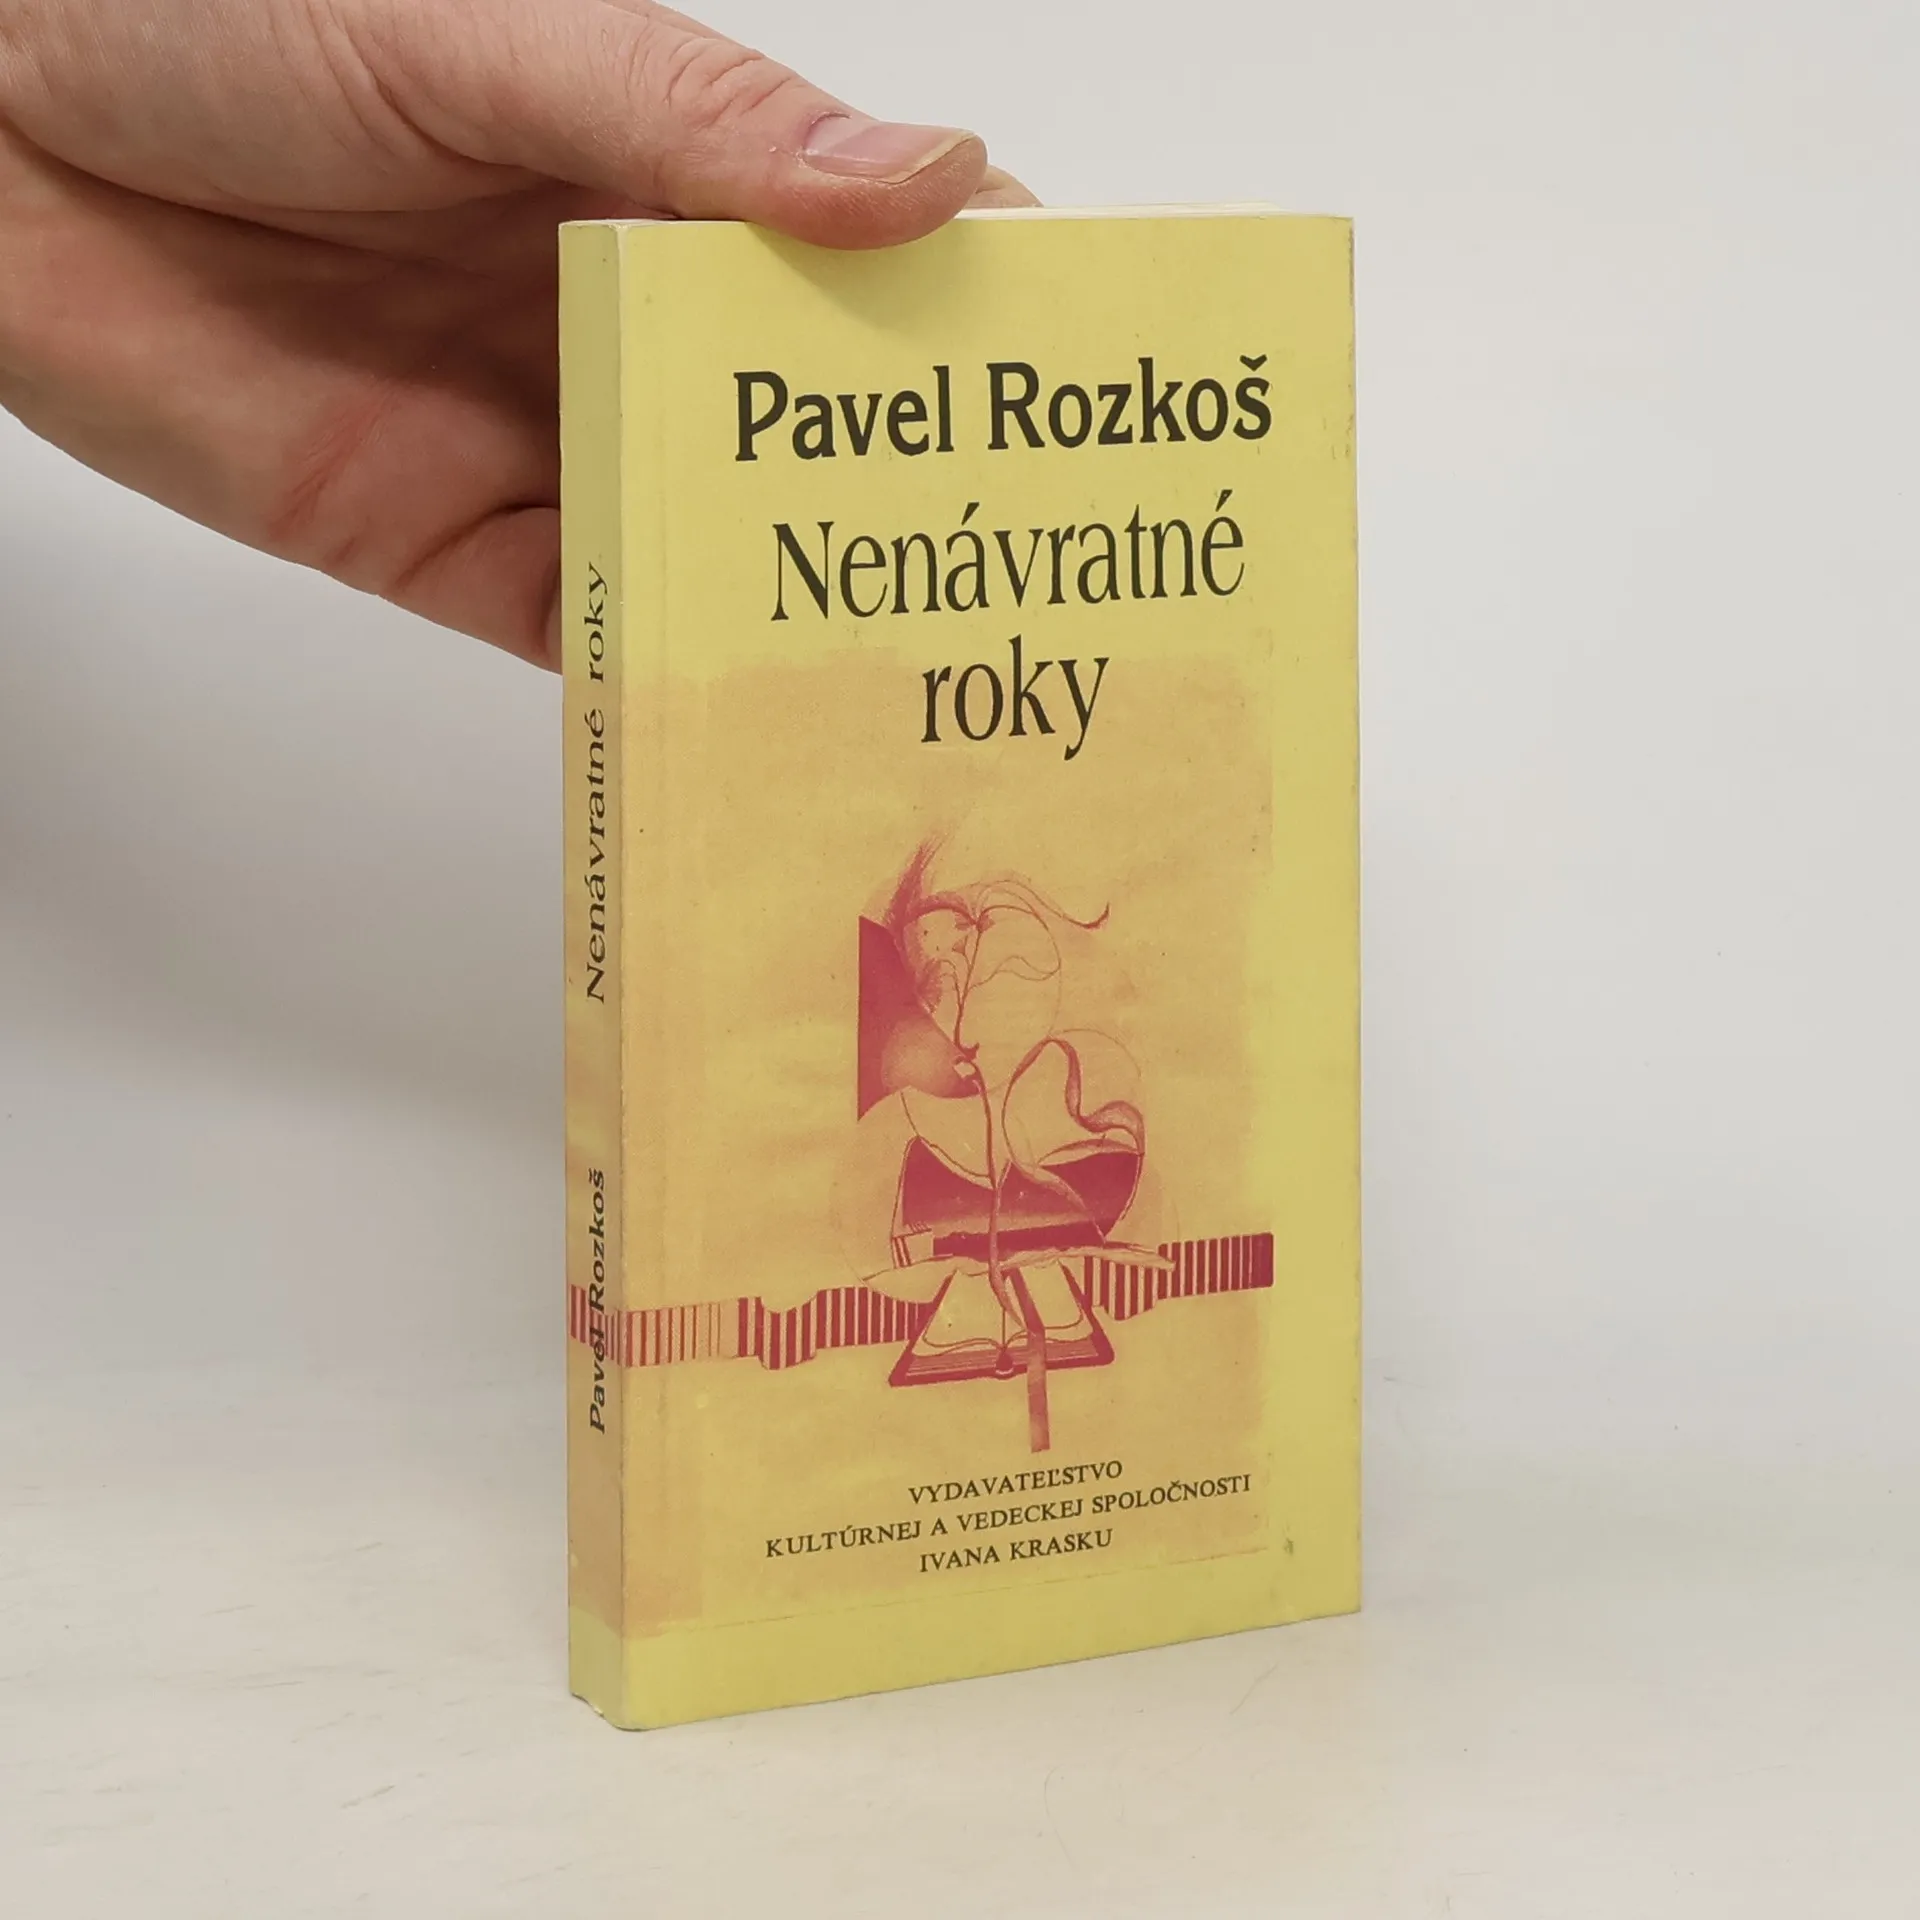 Pavel Rozkoš
Nenávratné
roky
VYDAVATEĽSTVO
KULTÚRNEJ A VEDECKEJ SPOLOČNOSTI
IVANA KRASKU
Pavel Rozkoš Nenávratné roky